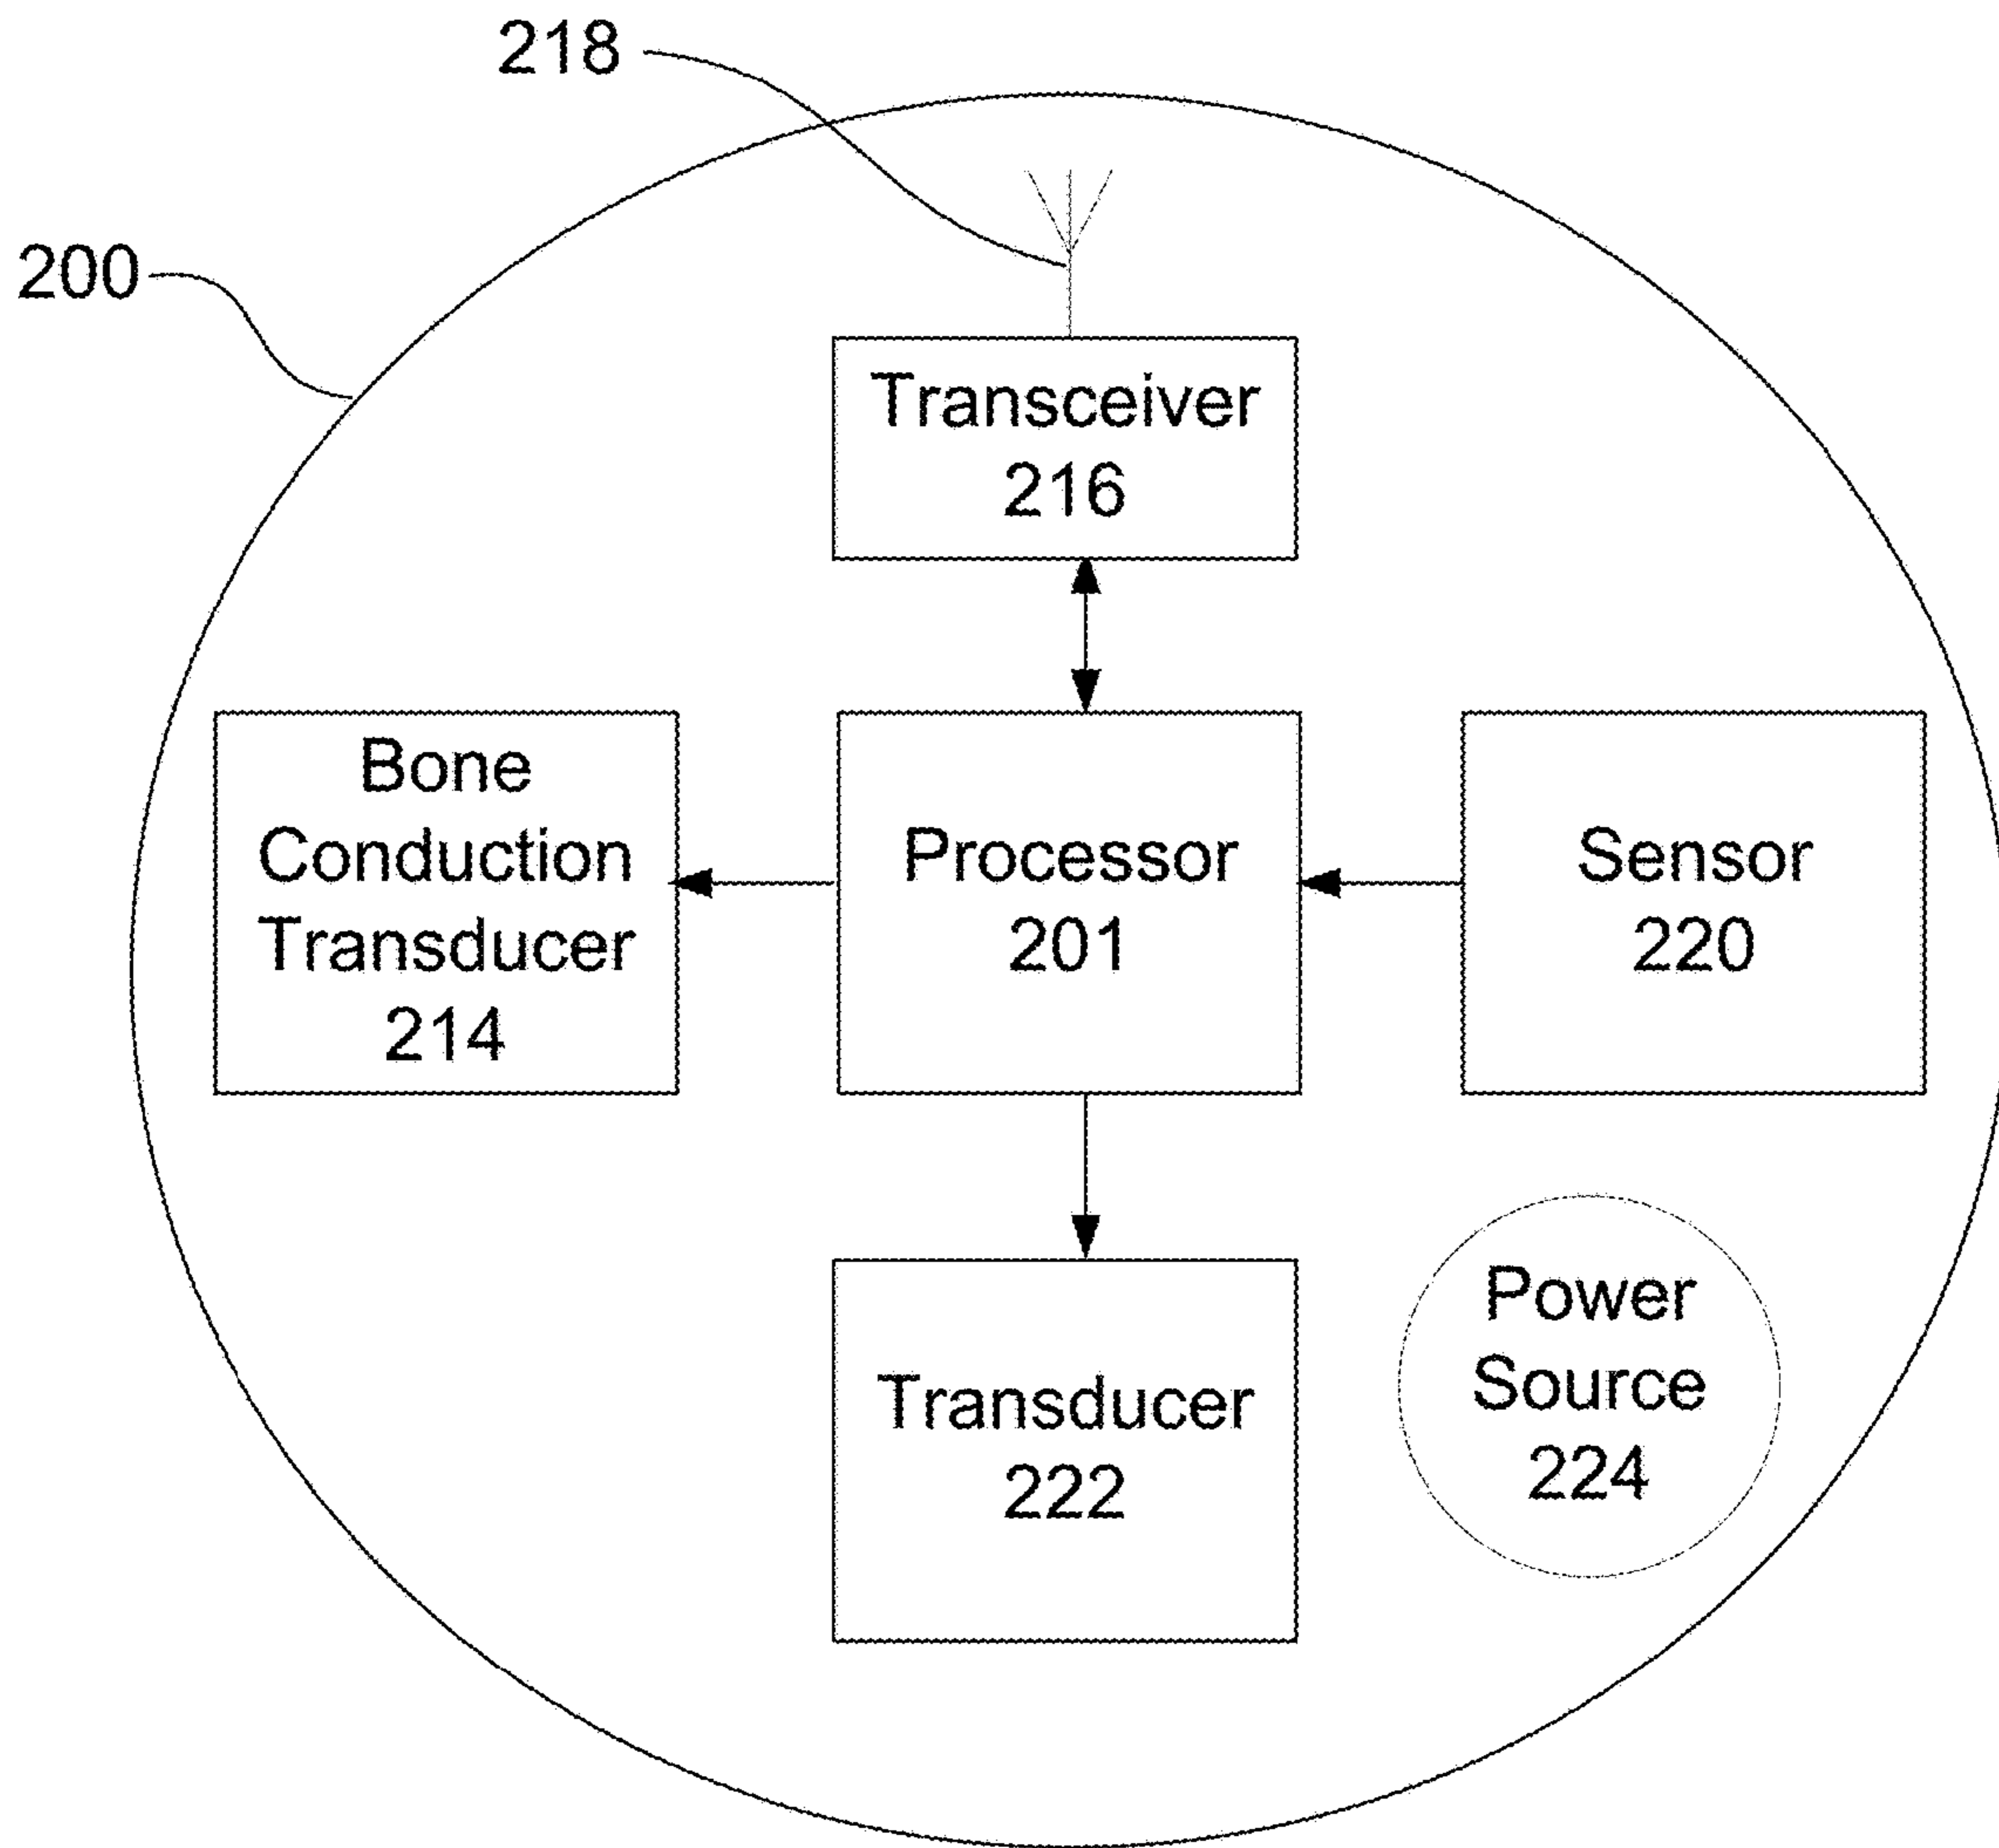 218
200
Transceiver
216
Bone
Conduction
Transducer
214
Processor
201
Sensor
220
Transducer
222
Power
Source
224